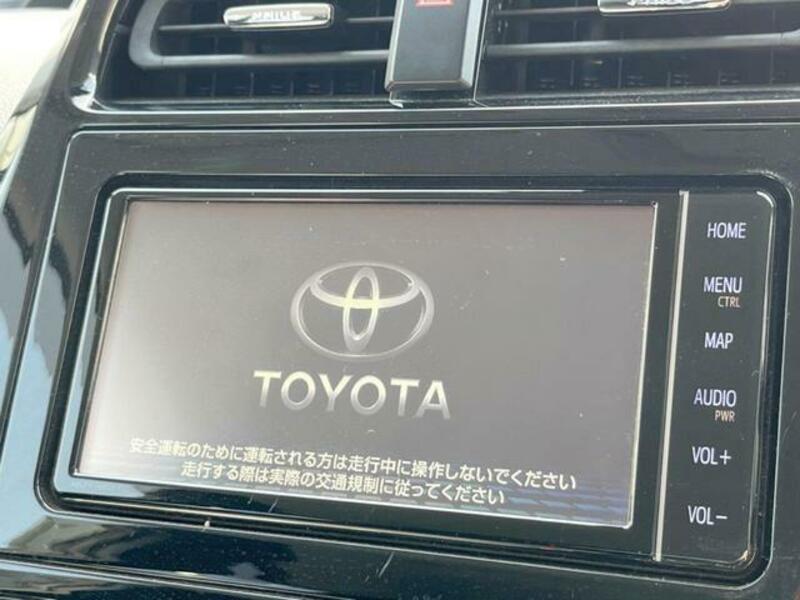 HOME
MENU
CTRL
MAP
AUDIO
PWR
VOL+
VOL-
TOYOTA
安全運転のために運転される方は走行中に操作しないでください
走行する際は実際の交通規制に従ってください